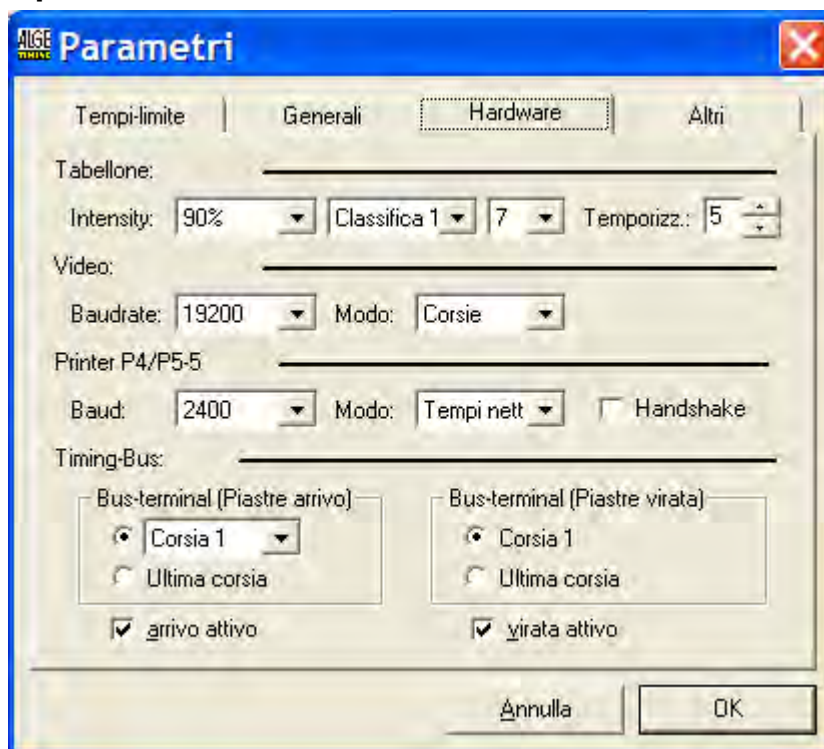 ALGE TIMING Parametri
Tempi-limite Generali Hardware Altri
Tabellone:
Intensity: 90% Classifica 1 7 Temporizz.: 5
Video:
Baudrate: 19200 Modo: Corsie
Printer P4/P5-5
Baud: 2400 Modo: Tempi nett Handshake
Timing-Bus:
Bus-terminal (Piastre arrivo) Bus-terminal (Piastre virata)
Corsia 1 Corsia 1
Ultima corsia Ultima corsia
arrivo attivo virata attivo
Annulla OK